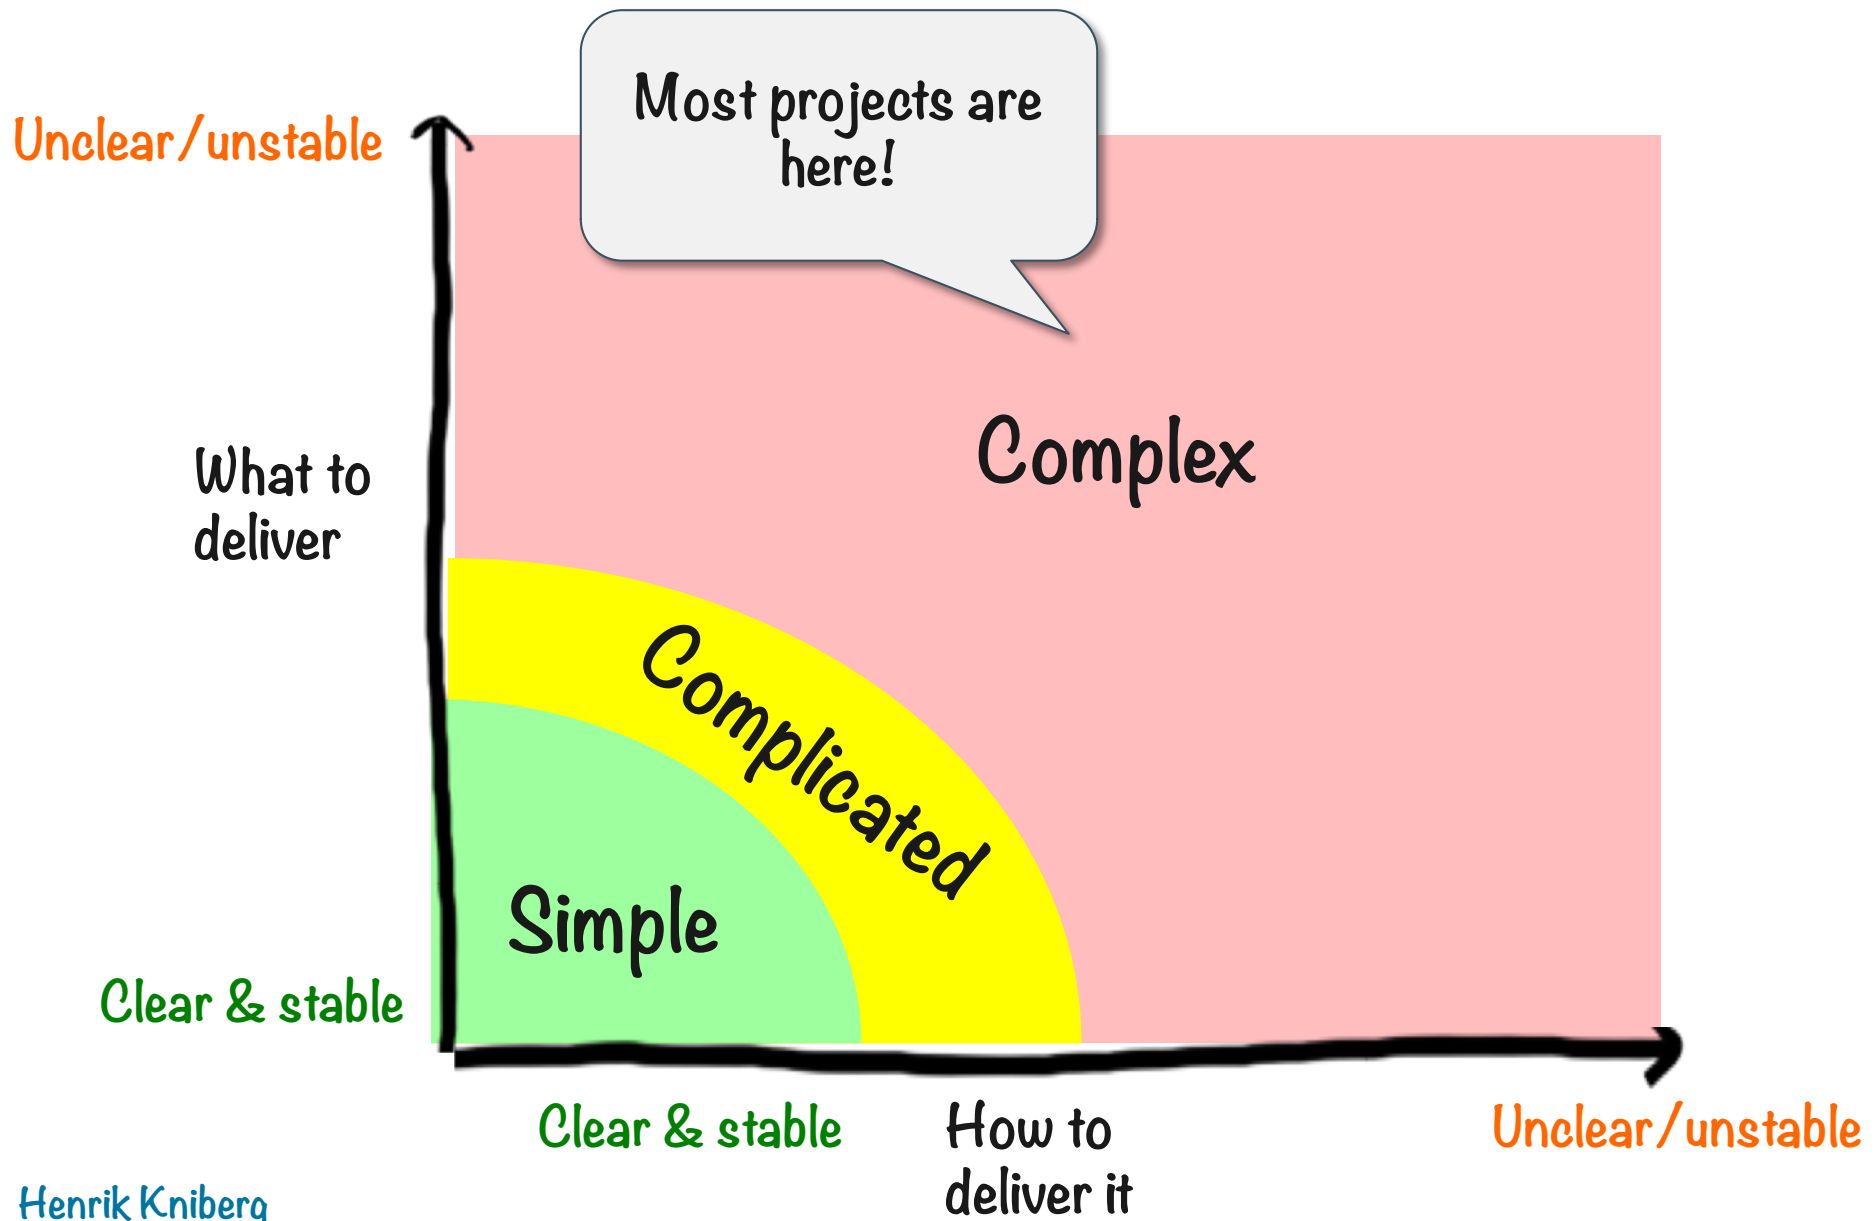 Most projects are
here!
Unclear/unstable
What to
deliver
Complex
Complicated
Simple
Clear & stable
Clear & stable
How to
deliver it
Unclear/unstable
Henrik Kniberg